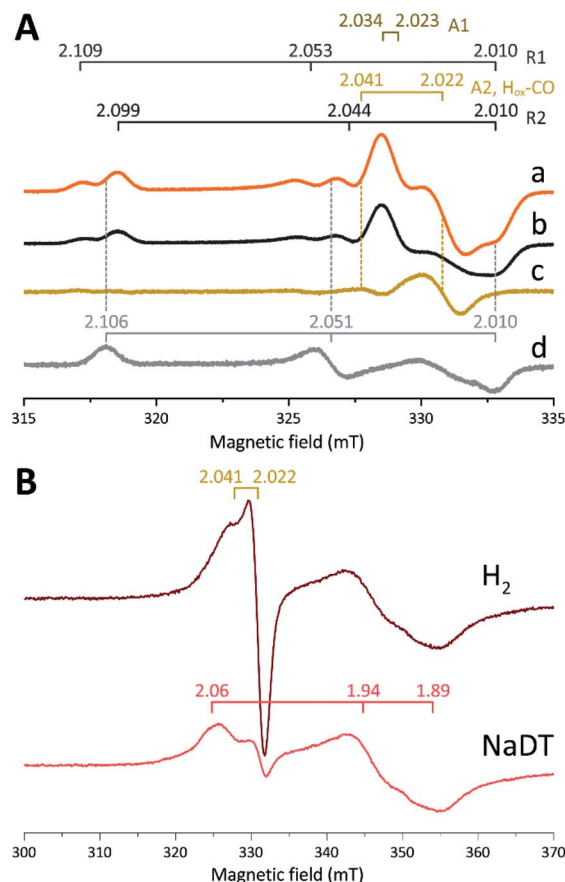 A
2.034 2.023 A1
2.109 2.053 2.010 R1
2.041 2.022 A2, Hox-CO
2.099 2.044 2.010 R2
a
b
c
2.106 2.051 2.010
d
315 320 325 330 335
Magnetic field (mT)
B
2.041 2.022
H2
2.06 1.94 1.89
NaDT
300 310 320 330 340 350 360 370
Magnetic field (mT)